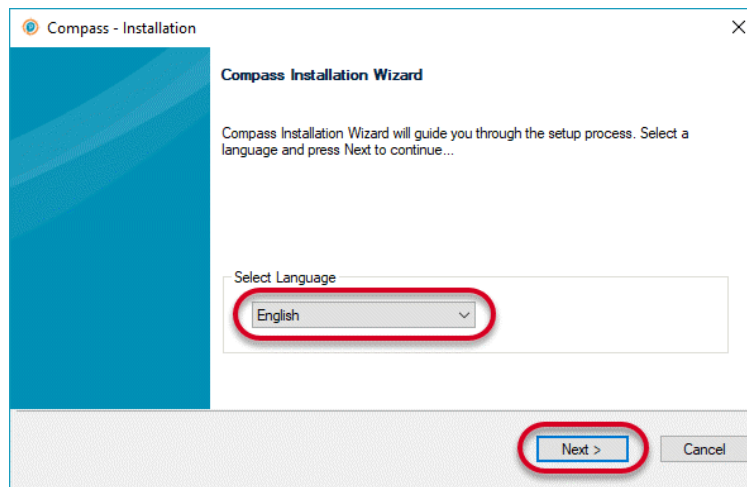 Compass - Installation
Compass Installation Wizard
Compass Installation Wizard will guide you through the setup process. Select a
language and press Next to continue...
Select Language
English
Next >
Cancel